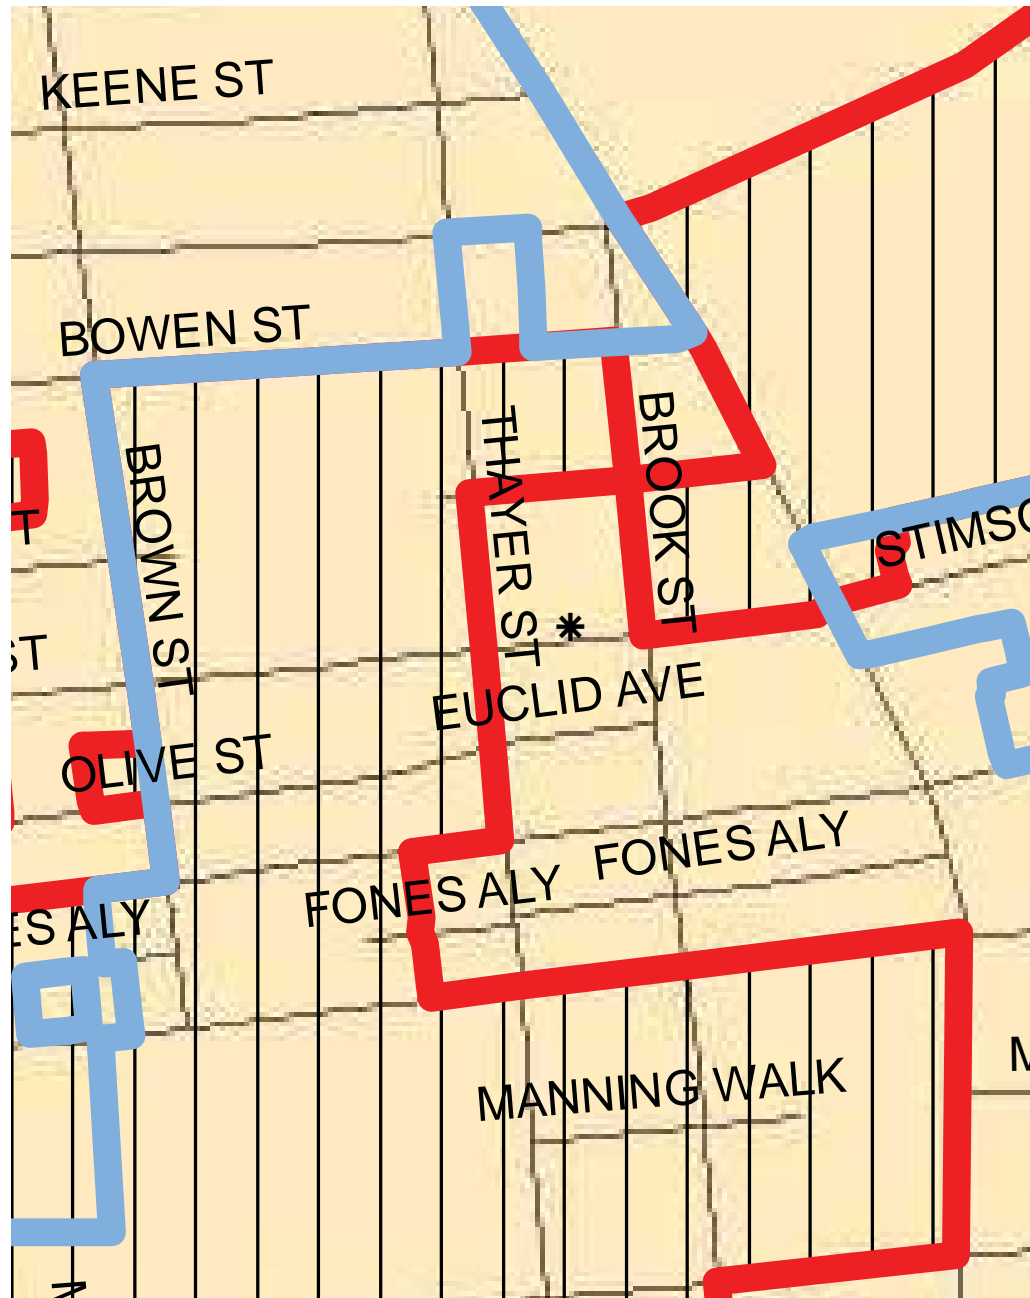 KEENE ST
BOWEN ST
BROWN ST
THAYER ST
BROOK ST
EUCLID AVE
OLIVE ST
FONES ALY
FONES ALY
ES ALY
MANNING WALK
STIMSO
T
ST
M
N